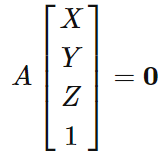 A [X Y Z 1] = 0